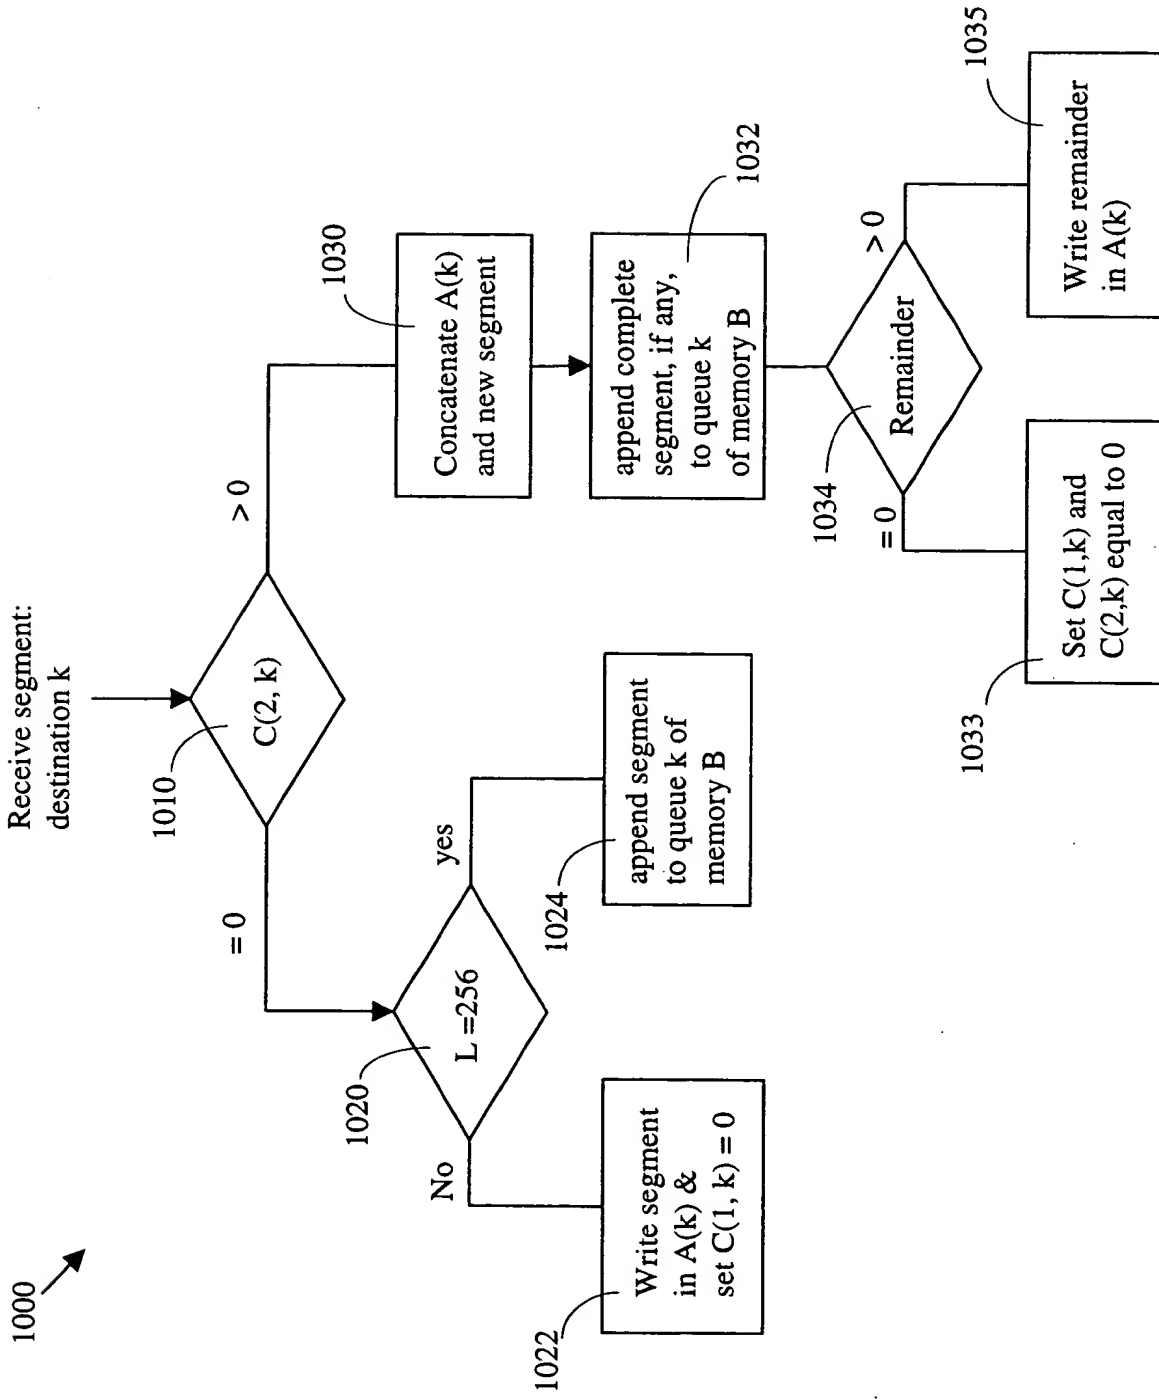 1000
Receive segment:
destination k
1010
C(2, k)
= 0
> 0
1020
L =256
No
yes
1022
Write segment
in A(k) &
set C(1, k) = 0
1024
append segment
to queue k of
memory B
1030
Concatenate A(k)
and new segment
1032
append complete
segment, if any,
to queue k
of memory B
1034
Remainder
= 0
> 0
1033
Set C(1,k) and
C(2,k) equal to 0
1035
Write remainder
in A(k)